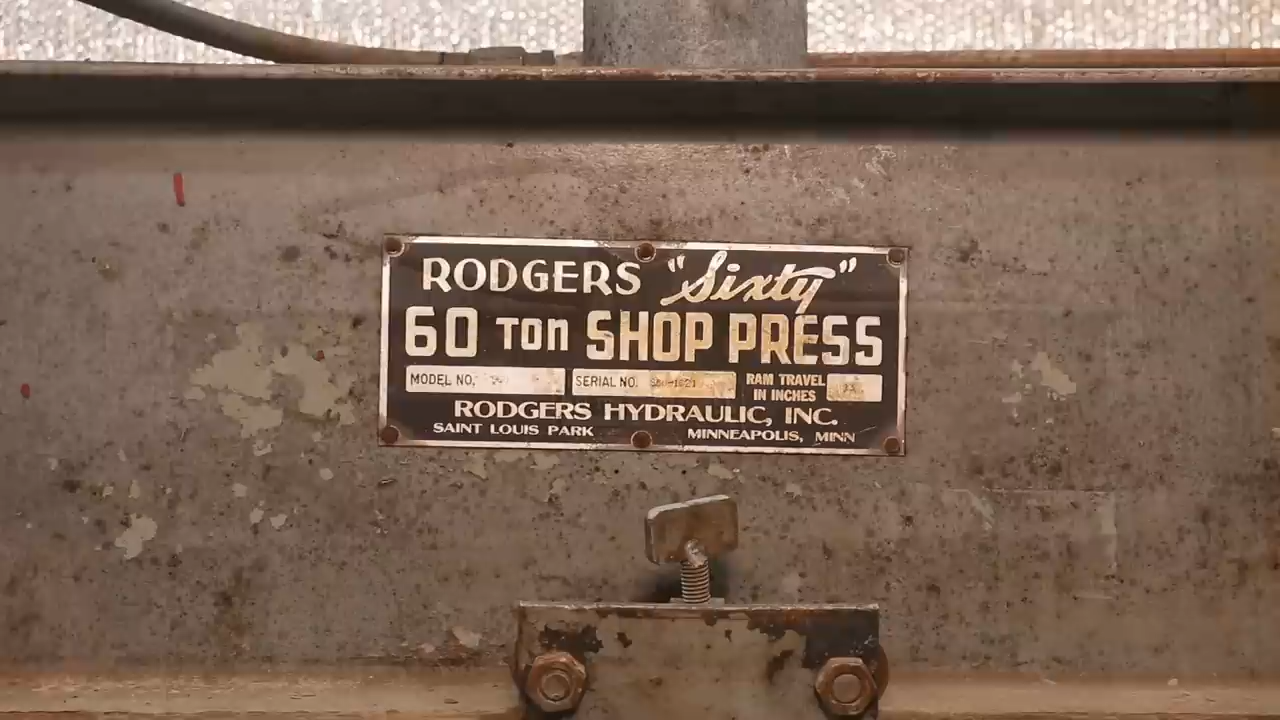 RODGERS "Sixty"
60 Ton SHOP PRESS
MODEL NO. SERIAL NO. RAM TRAVEL
IN INCHES
RODGERS HYDRAULIC, INC.
SAINT LOUIS PARK MINNEAPOLIS, MINN